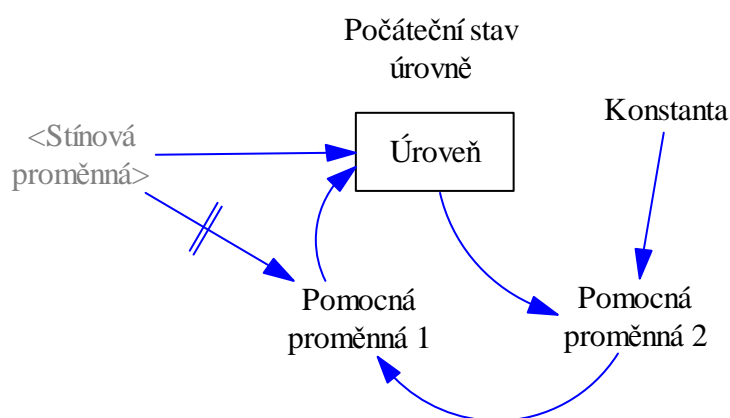 Počáteční stav
úrovně
<Stínová
proměnná>
Úroveň
Konstanta
Pomocná
proměnná 1
Pomocná
proměnná 2